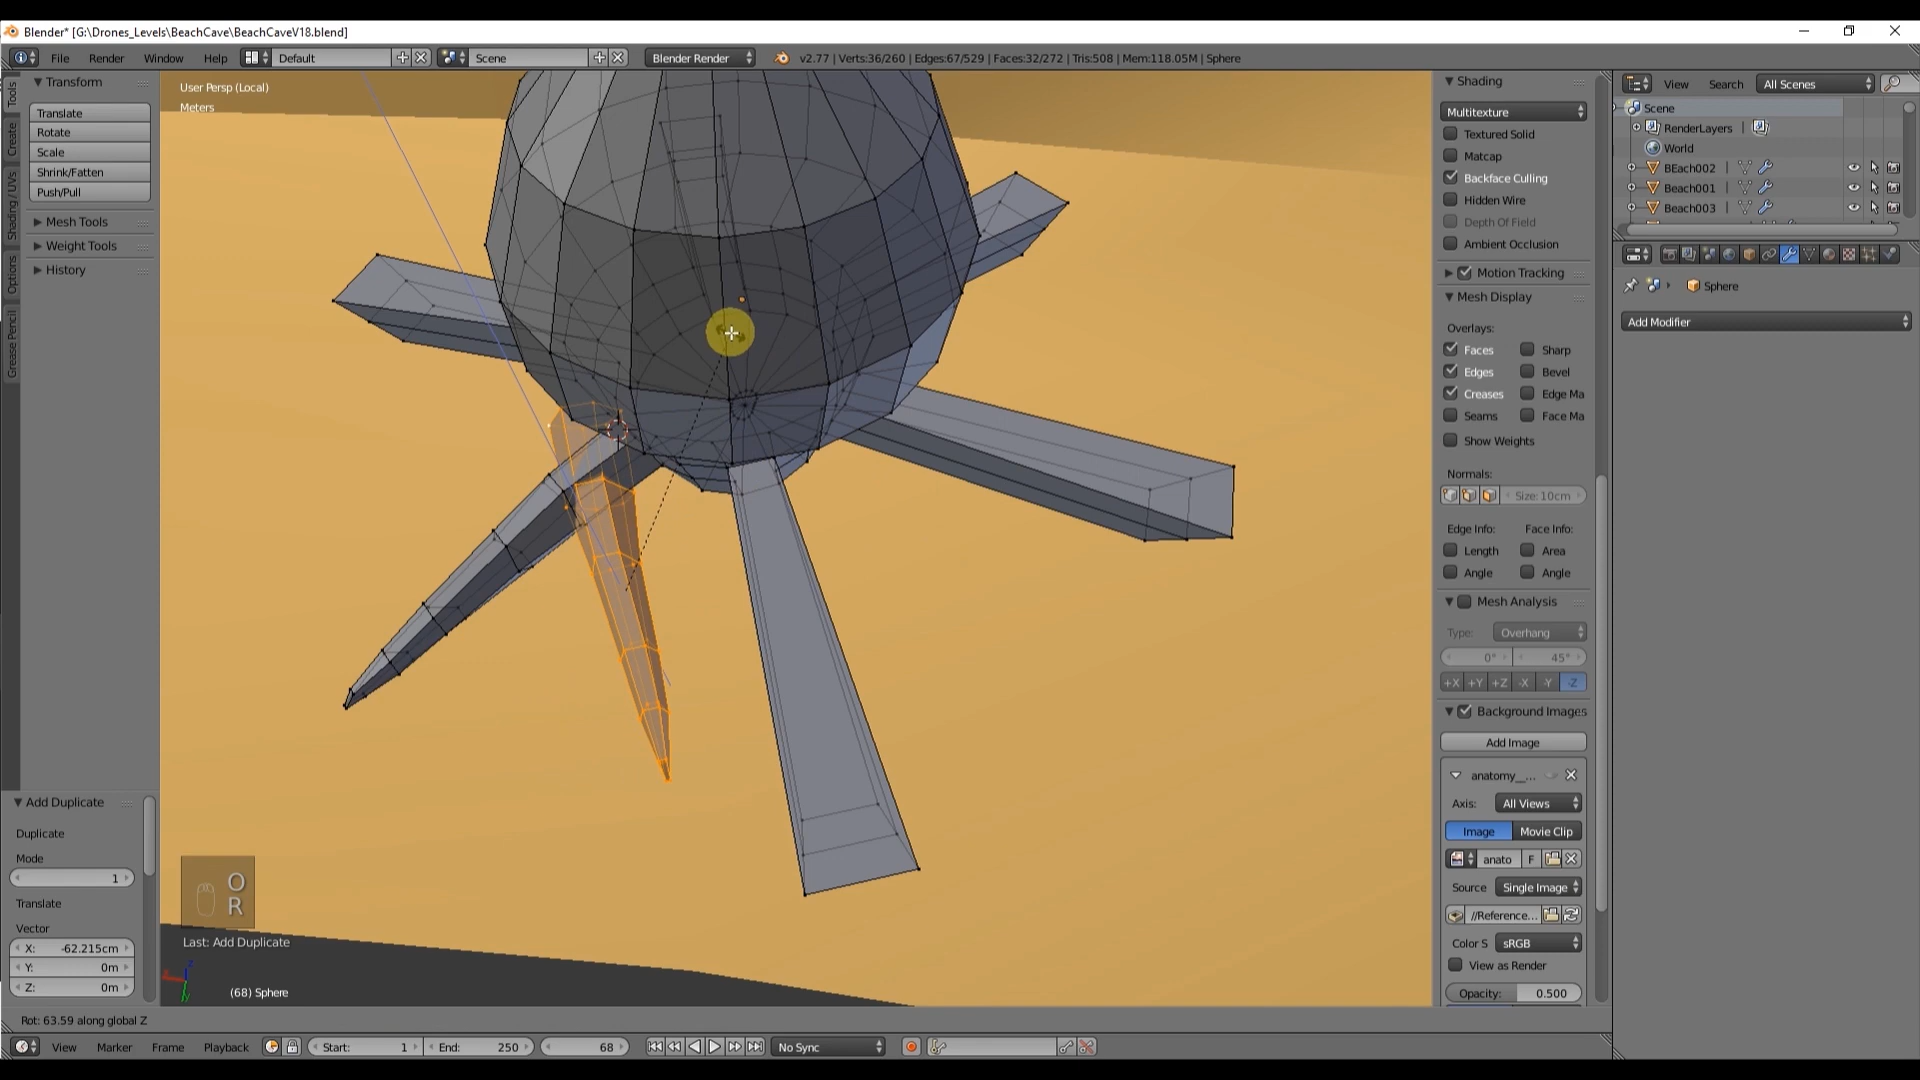 Blender* [G:\Drones_Levels\BeachCave\BeachCaveV18.blend]
File Render Window Help Default Scene Blender Render v2.77 | Verts:36/260 | Edges:67/529 | Faces:32/272 | Tris:508 | Mem:118.05M | Sphere
Transform
Translate
Rotate
Scale
Shrink/Fatten
Push/Pull
Mesh Tools
Weight Tools
History
Tools
Create
Shading / UVs
Options
Grease Pencil
Add Duplicate
Duplicate
Mode
1
Translate
Vector
X: -62.215cm
Y: 0m
Z: 0m
User Persp (Local)
Meters
O
R
Last: Add Duplicate
(68) Sphere
Shading
Multitexture
Textured Solid
Matcap
Backface Culling
Hidden Wire
Depth Of Field
Ambient Occlusion
Motion Tracking
Mesh Display
Overlays:
Faces Sharp
Edges Bevel
Creases Edge Ma
Seams Face Ma
Show Weights
Normals:
Size:10cm
Edge Info: Face Info:
Length Area
Angle Angle
Mesh Analysis
Type: Overhang
0° 45°
+X +Y +Z -X -Y -Z
Background Images
Add Image
anatomy__...
Axis: All Views
Image Movie Clip
anato F
Source Single Image
//Reference...
Color S sRGB
View as Render
Opacity: 0.500
View Search All Scenes
Scene
RenderLayers |
World
BEach002
Beach001
Beach003
Sphere
Add Modifier
Rot: 63.59 along global Z
View Marker Frame Playback Start: 1 End: 250 68 No Sync